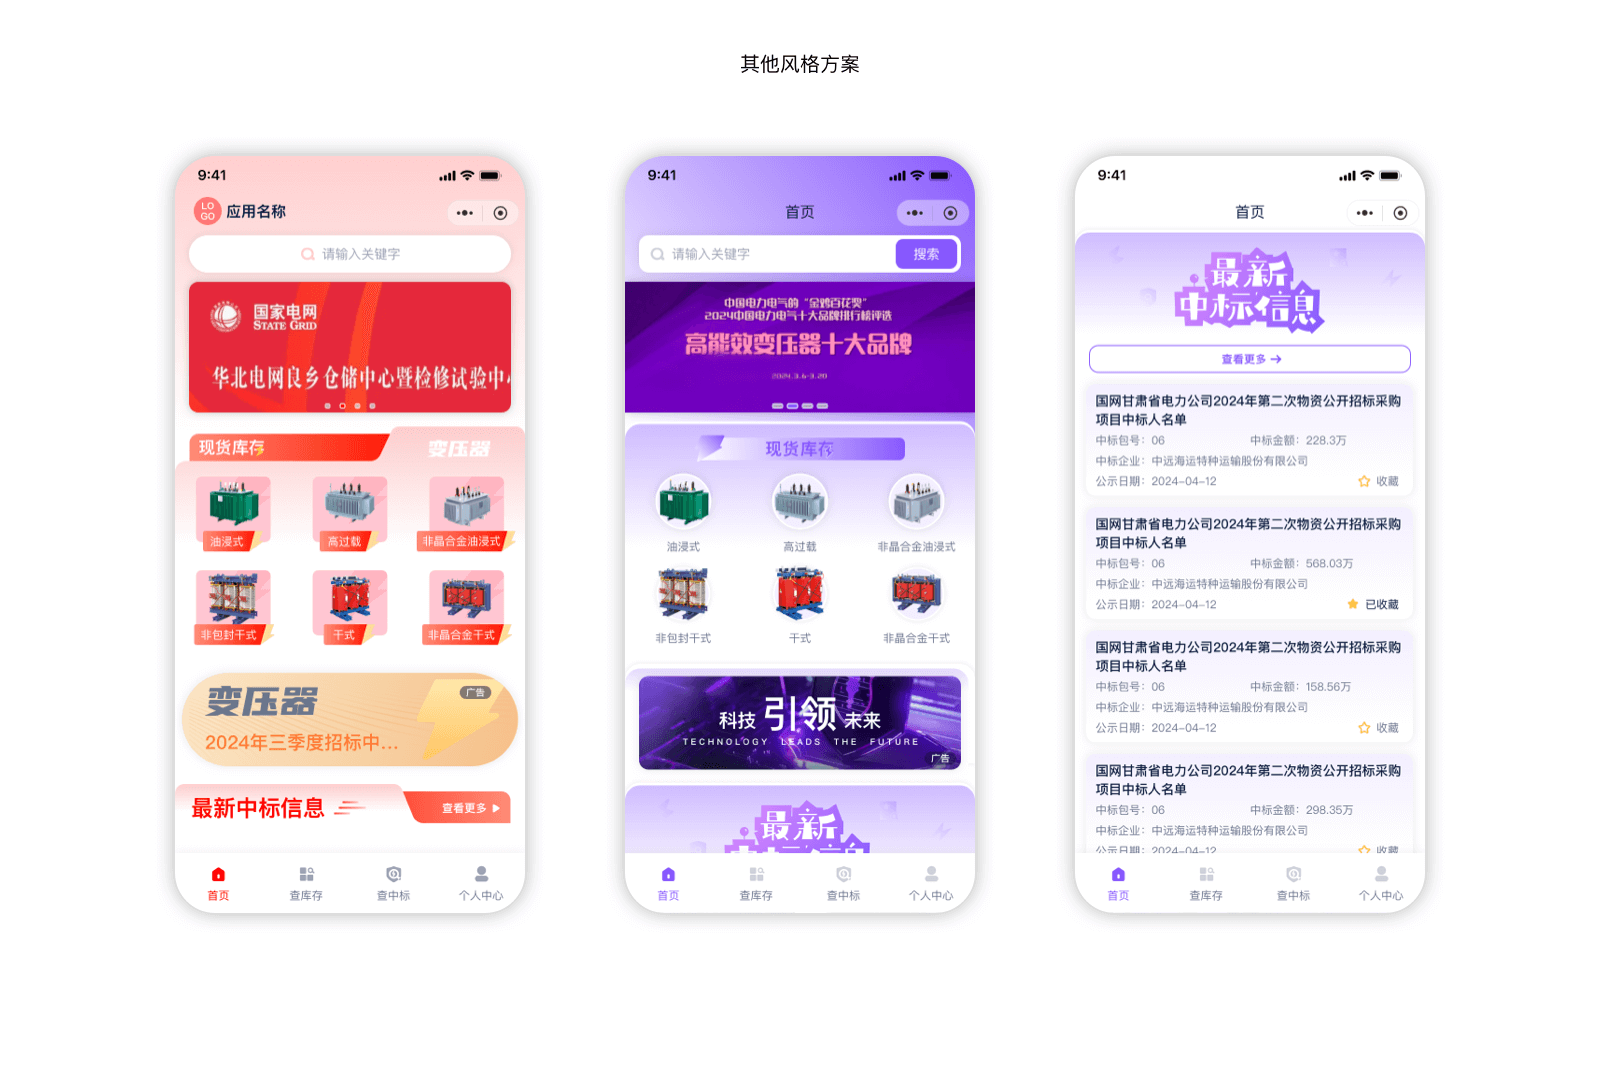 其他风格方案
9:41
LO
GO
应用名称
请输入关键字
国家电网
STATE GRID
华北电网良乡仓储中心暨检修试验中心
现货库存
变压器
油浸式
高过载
非晶合金油浸式
非包封干式
干式
非晶合金干式
变压器
广告
2024年三季度招标中...
最新中标信息
查看更多
首页
查库存
查中标
个人中心
9:41
首页
请输入关键字
搜索
中国电力电气的“金鸡百花奖”
2024中国电力电气十大品牌排行榜评选
高能效变压器十大品牌
2024.3.6-3.20
现货库存
油浸式
高过载
非晶合金油浸式
非包封干式
干式
非晶合金干式
科技 引领 未来
TECHNOLOGY LEADS THE FUTURE
广告
最新
中标信息
首页
查库存
查中标
个人中心
9:41
首页
最新
中标信息
查看更多
国网甘肃省电力公司2024年第二次物资公开招标采购
项目中标人名单
中标包号：06 中标金额：228.3万
中标企业：中远海运特种运输股份有限公司
公示日期：2024-04-12 收藏
国网甘肃省电力公司2024年第二次物资公开招标采购
项目中标人名单
中标包号：06 中标金额：568.03万
中标企业：中远海运特种运输股份有限公司
公示日期：2024-04-12 已收藏
国网甘肃省电力公司2024年第二次物资公开招标采购
项目中标人名单
中标包号：06 中标金额：158.56万
中标企业：中远海运特种运输股份有限公司
公示日期：2024-04-12 收藏
国网甘肃省电力公司2024年第二次物资公开招标采购
项目中标人名单
中标包号：06 中标金额：298.35万
中标企业：中远海运特种运输股份有限公司
公示日期：2024-04-12 收藏
首页
查库存
查中标
个人中心